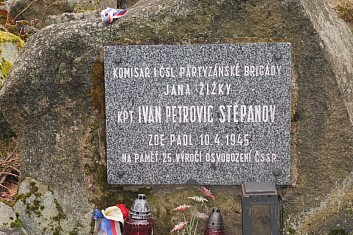 KOMISAŘ I.ČSL. PARTYZÁNSKÉ BRIGÁDY
JANA ŽIŽKY
KPT. IVAN PETROVIC STĚPANOV
ZDE PADL 10.4.1945
NA PAMĚŤ 25. VÝROČÍ OSVOBOZENÍ ČSSR.